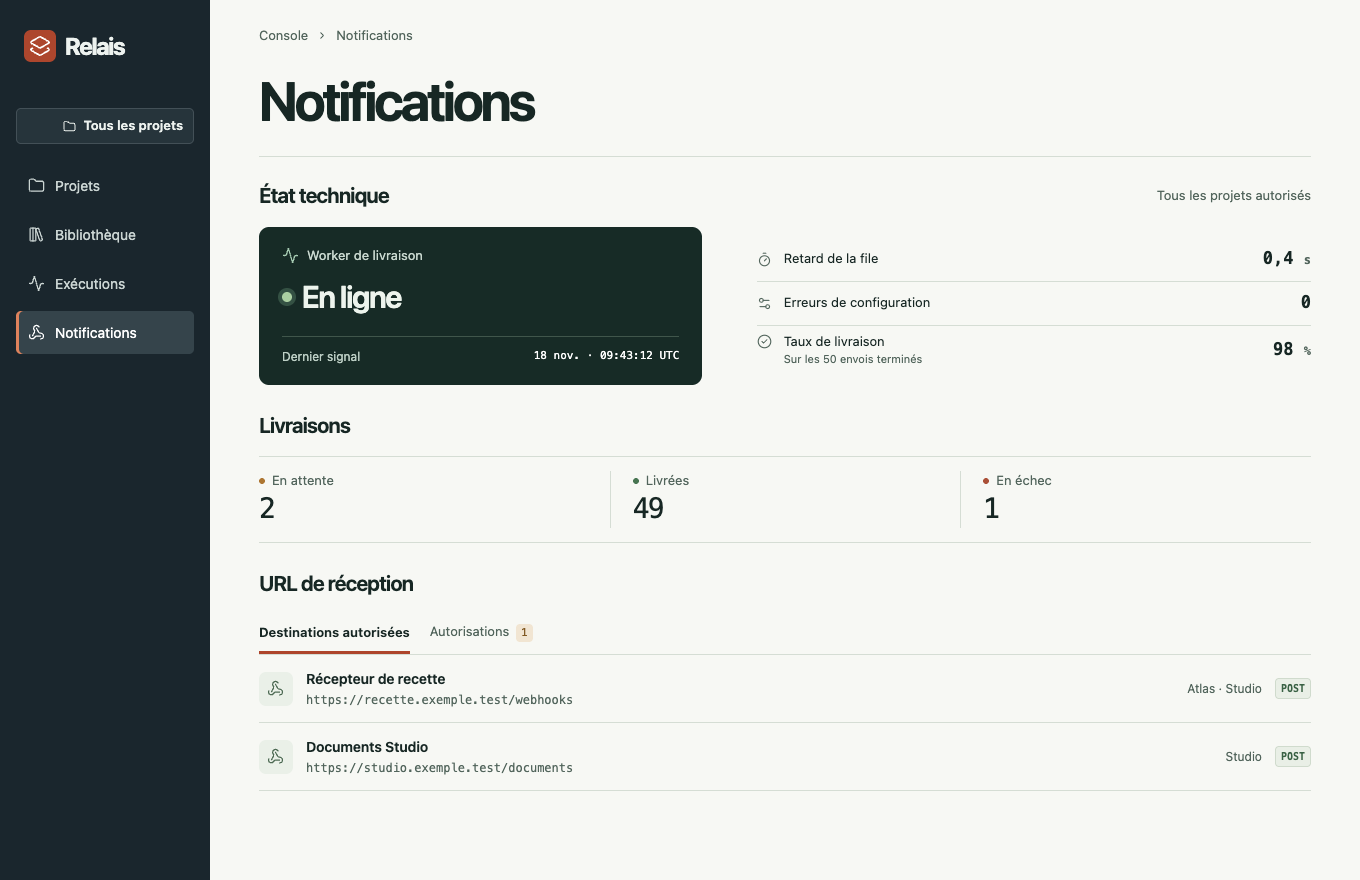 Relais
Tous les projets
Projets
Bibliothèque
Exécutions
Notifications
Console > Notifications
Notifications
État technique
Tous les projets autorisés
Worker de livraison
En ligne
Dernier signal
18 nov. · 09:43:12 UTC
Retard de la file
0,4 s
Erreurs de configuration
0
Taux de livraison
Sur les 50 envois terminés
98 %
Livraisons
En attente
2
Livrées
49
En échec
1
URL de réception
Destinations autorisées
Autorisations 1
Récepteur de recette
https://recette.exemple.test/webhooks
Atlas · Studio POST
Documents Studio
https://studio.exemple.test/documents
Studio POST